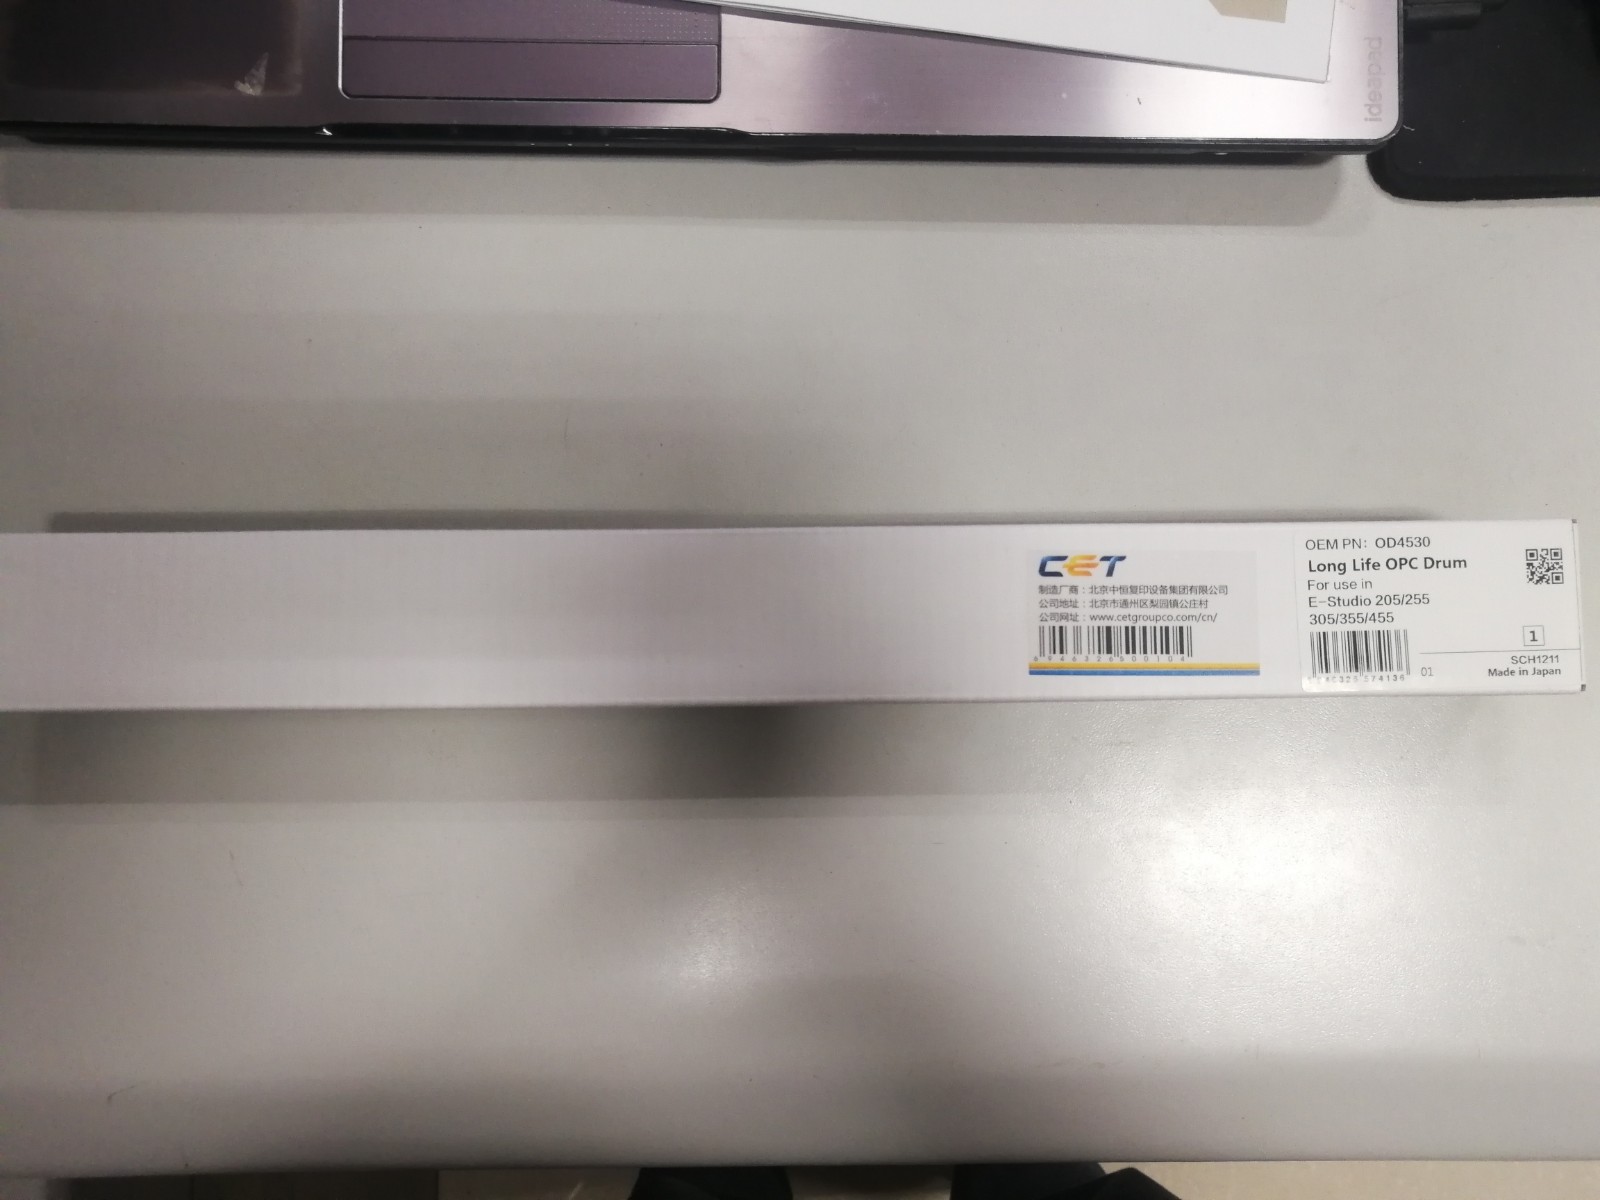 ideapad
CET
制造厂商：北京中恒复印设备集团有限公司
公司地址：北京市通州区梨园镇公庄村
公司网址：www.cetgroupco.com/cn/
OEM PN: OD4530
Long Life OPC Drum
For use in
E-Studio 205/255
305/355/455
1
01
SCH1211
Made in Japan